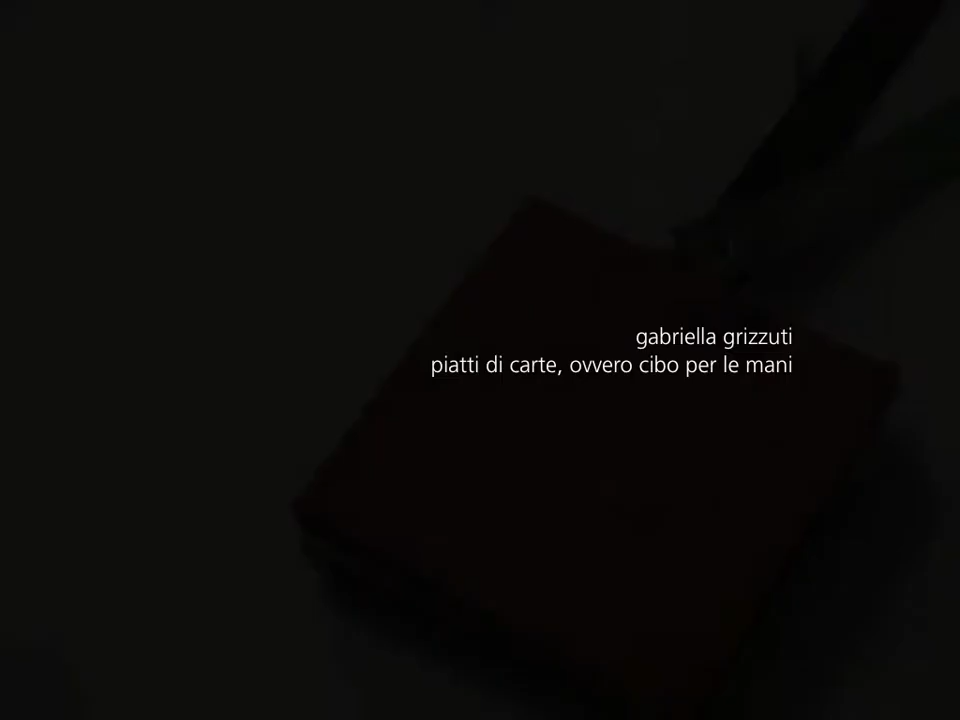 gabriella grizzuti
piatti di carte, ovvero cibo per le mani